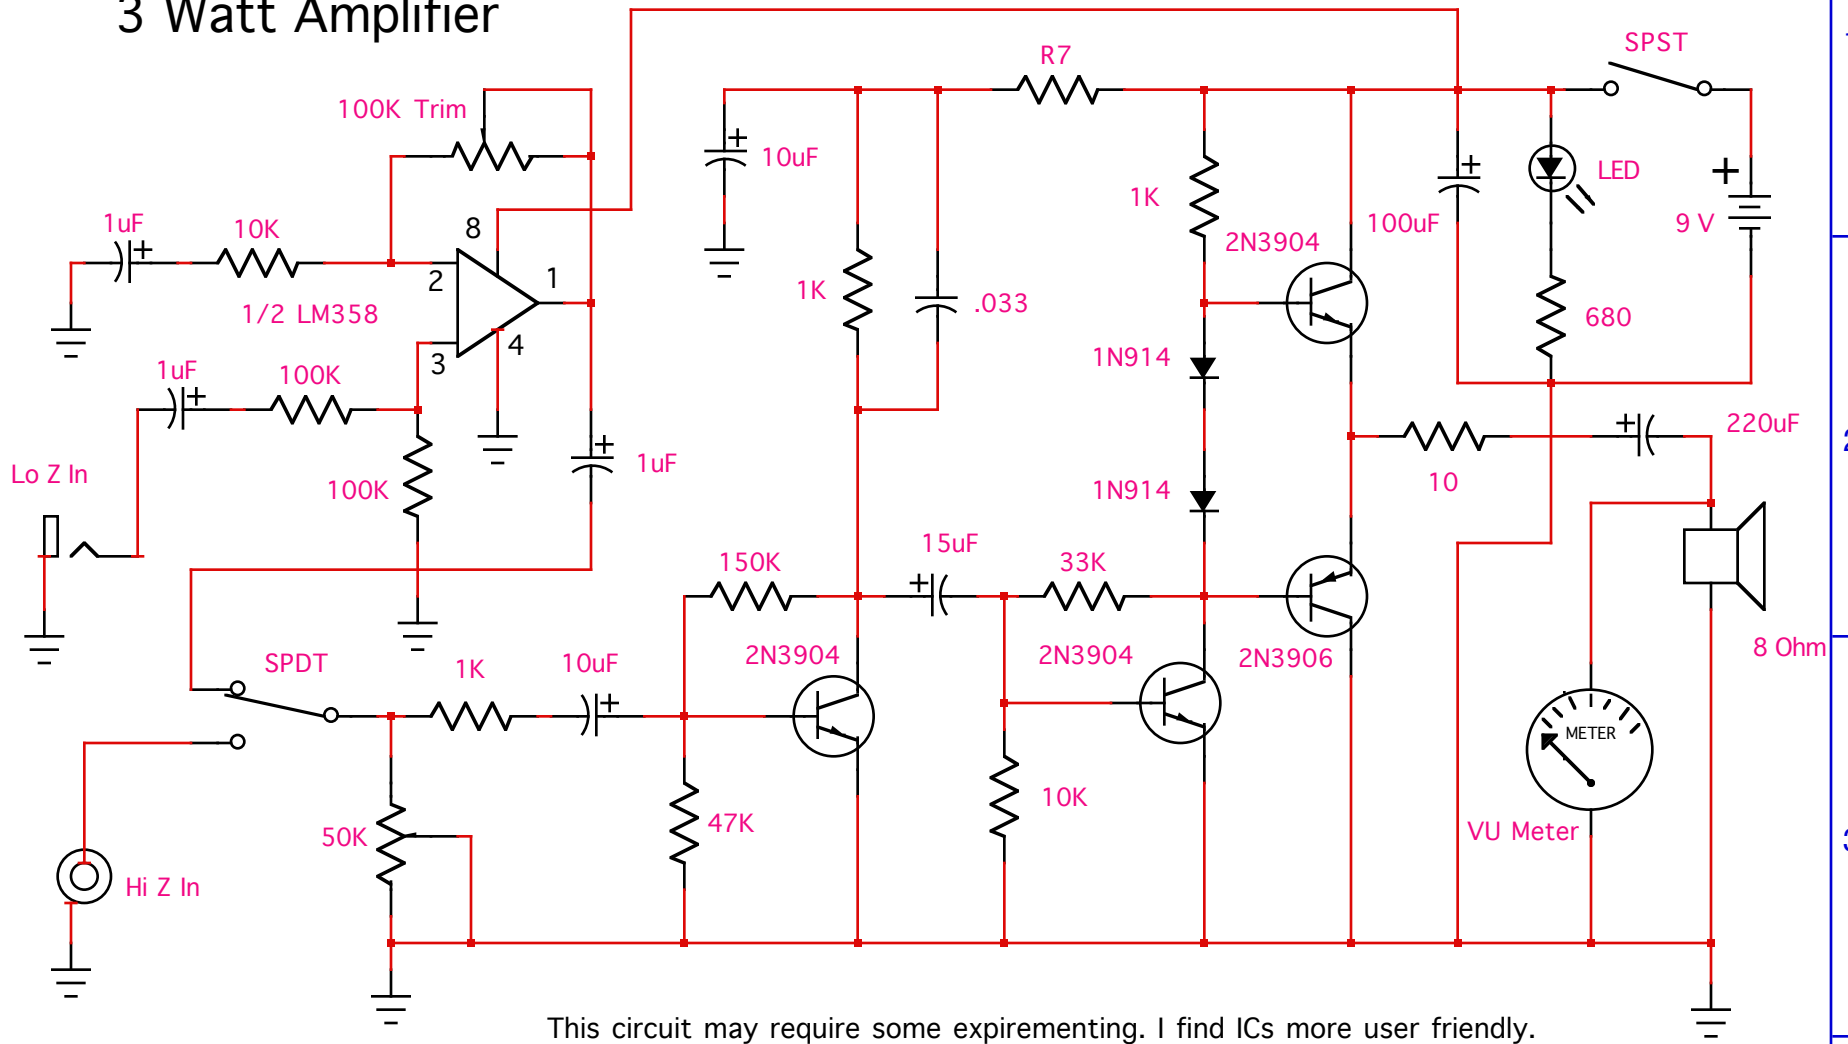 3 Watt Amplifier
SPST
R7
100K Trim
10uF
LED
1K
1uF
10K
8
9 V
100uF
2N3904
2
1
1K
.033
1/2 LM358
680
4
3
1N914
1uF
100K
220uF
1uF
Lo Z In
10
100K
1N914
15uF
150K
33K
SPDT
1K
10uF
2N3904
2N3904
2N3906
8 Ohm
METER
10K
50K
47K
VU Meter
Hi Z In
This circuit may require some expirementing. I find ICs more user friendly.